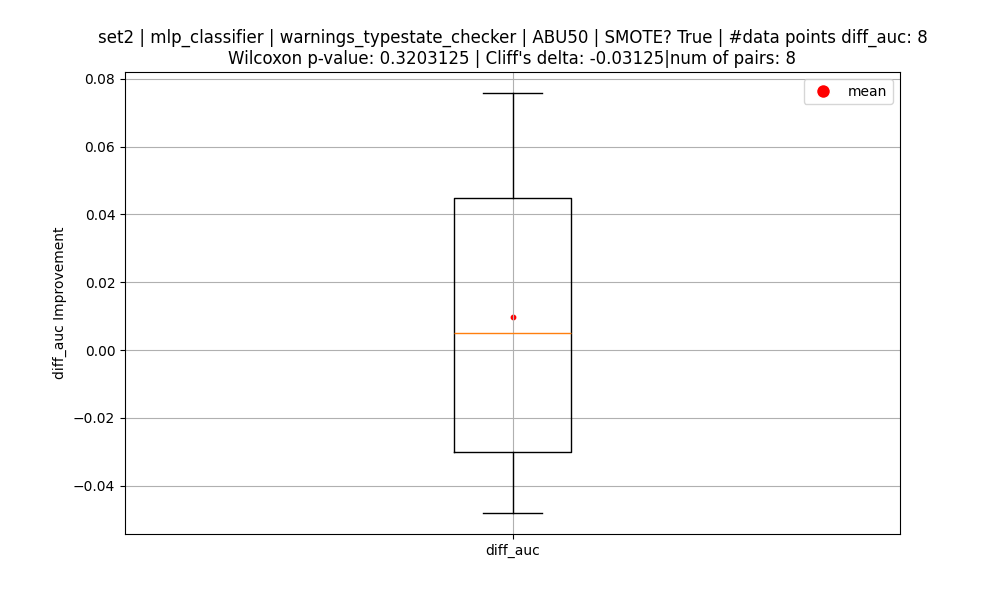 set2 | mlp_classifier | warnings_typestate_checker | ABU50 | SMOTE? True | #data points diff_auc: 8
Wilcoxon p-value: 0.3203125 | Cliff's delta: -0.03125|num of pairs: 8
mean
0.08
0.06
0.04
0.02
0.00
−0.02
−0.04
diff_auc Improvement
diff_auc